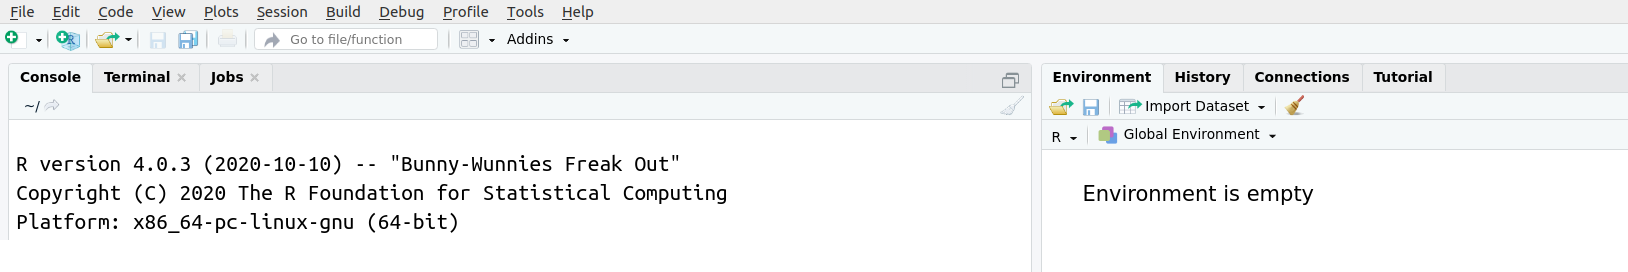 File Edit Code View Plots Session Build Debug Profile Tools Help
Go to file/function Addins
Console Terminal Jobs
~/
R version 4.0.3 (2020-10-10) -- "Bunny-Wunnies Freak Out"
Copyright (C) 2020 The R Foundation for Statistical Computing
Platform: x86_64-pc-linux-gnu (64-bit)
Environment History Connections Tutorial
Import Dataset
R Global Environment
Environment is empty